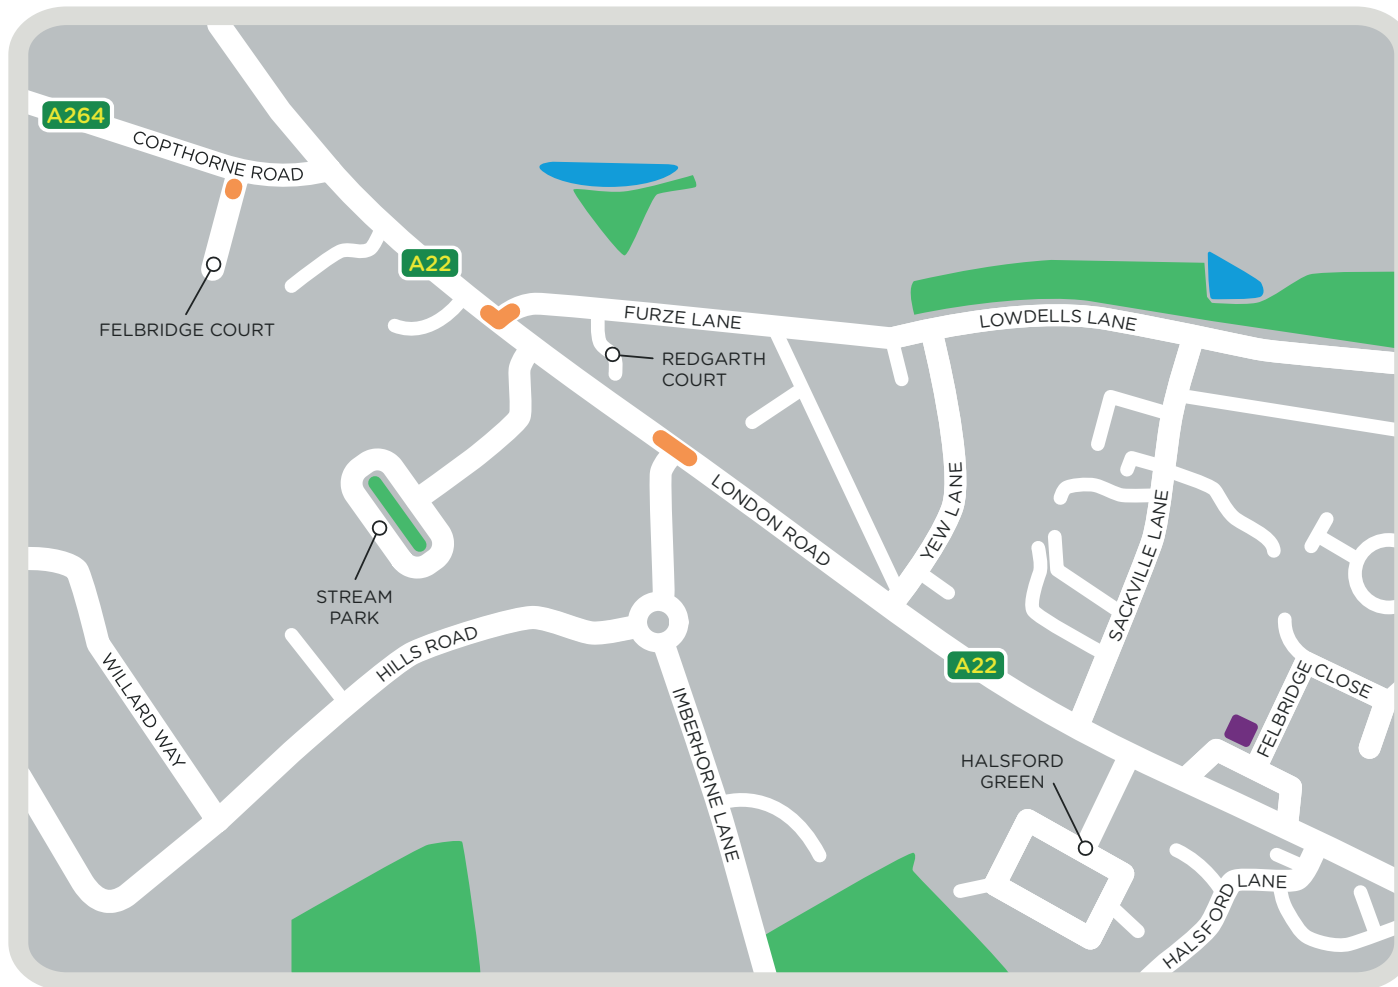 A264
COPTHORNE ROAD
A22
FELBRIDGE COURT
FURZE LANE
LOWDELLS LANE
REDGARTH
COURT
LONDON ROAD
YEW LANE
SACKVILLE LANE
STREAM
PARK
HILLS ROAD
WILLARD WAY
IMBERHORNE LANE
A22
FELBRIDGE
CLOSE
HALSFORD
GREEN
HALSFORD
LANE